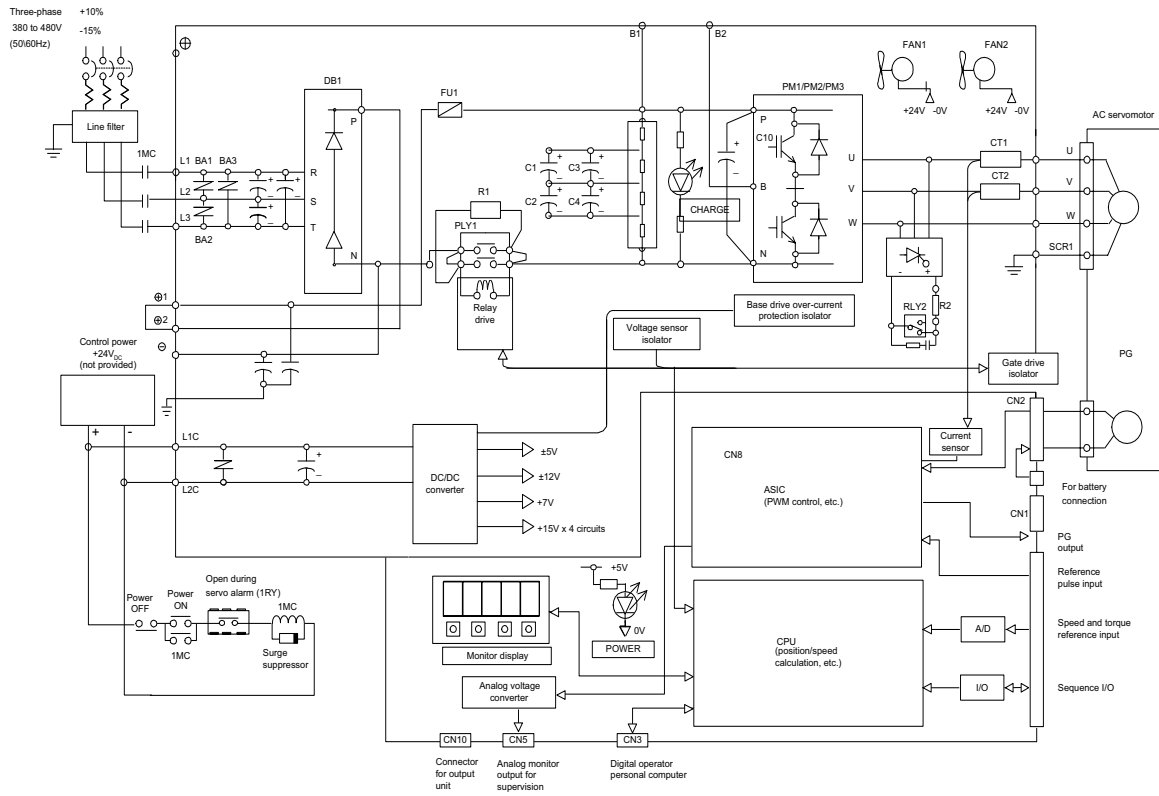 Three-phase
380 to 480V
(50\60Hz)
+10%
-15%
Line filter
1MC
L1
BA1
BA3
L2
L3
BA2
+
–
+
–
+
–
R
S
T
DB1
P
N
FU1
B1
B2
FAN1
FAN2
+24V
-0V
+24V
-0V
PM1/PM2/PM3
P
C10
B
N
U
V
W
+
–
C1
C3
C2
C4
+
–
+
–
+
–
+
–
R1
PLY1
Relay
drive
CHARGE
CT1
CT2
AC servomotor
U
V
W
SCR1
-
+
RLY2
R2
1
2
Control power
+24VDC
(not provided)
+
-
L1C
L2C
+
–
DC/DC
converter
±5V
±12V
+7V
+15V x 4 circuits
Voltage sensor
isolator
Base drive over-current
protection isolator
Gate drive
isolator
PG
CN2
Current
sensor
CN8
ASIC
(PWM control, etc.)
For battery
connection
CN1
PG
output
Reference
pulse input
Speed and torque
reference input
Sequence I/O
A/D
I/O
CPU
(position/speed
calculation, etc.)
+5V
0V
POWER
Monitor display
Analog voltage
converter
Power
OFF
Power
ON
1MC
Open during
servo alarm (1RY)
1MC
Surge
suppressor
CN10
CN5
CN3
Connector
for output
unit
Analog monitor
output for
supervision
Digital operator
personal computer